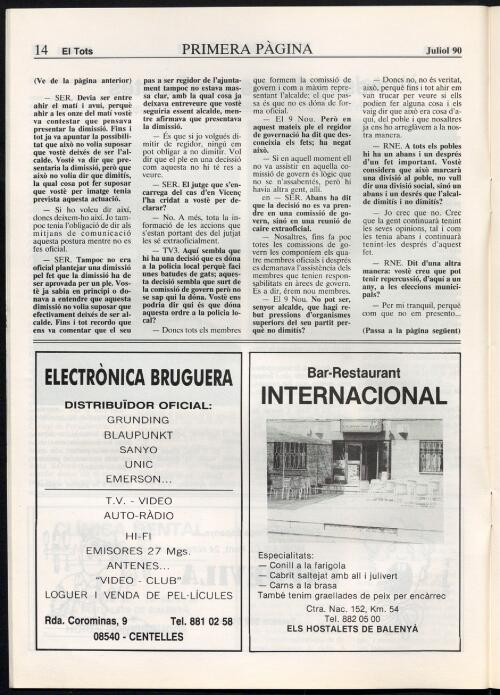 14 El Tots PRIMERA PÀGINA Juliol 90
(Ve de la pàgina anterior)
— SER. Devia ser entre
ahir el matí i avui, perquè
ahir a les onze del matí vostè
va contestar que pensava
presentar la dimissió. Fins i
tot ja va apuntar la possibili-
tat que això no volia suposar
que vostè deixés de ser l'al-
calde. Vostè va dir que pre-
sentaria la dimissió, però que
això no volia dir que dimitís,
la qual cosa pot fer suposar
que vostè per imatge tenia
prevista aquesta actuació.
— Si ho voleu dir així,
doncs deixem-ho així. Jo tam-
poc tenia l'obligació de dir als
mitjans de comunicació
aquesta postura mentre no es
fes oficial.
— SER. Tampoc no era
oficial plantejar una dimissió
pel fet que la dimissió ha de
ser aprovada per un ple. Vos-
tè ja sabia en principi o do-
nava a entendre que aquesta
dimissió no volia suposar que
efectivament deixés de ser al-
calde. Fins i tot recordo que
ens va comentar que el seu
pas a ser regidor de l'ajunta-
ment tampoc no estava mas-
sa clar, amb la qual cosa ja
deixava entreveure que vostè
seguiria essent alcalde, men-
tre afirmava que presentava
la dimissió.
— És que si jo volgués di-
mitir de regidor, ningú em
pot obligar a no dimitir. Vol
dir que el ple en una decissió
com aquesta no hi té res a
veure.
— SER. El jutge que s'en-
carrega del cas d'en Vicenç
l'ha cridat a vostè per de-
clarar?
— No. A més, tota la in-
formació de les accions que
s'estan portant des del jutjat
les sé extraoficialment.
— TV3. Aquí sembla que
hi ha una decisió que es dóna
a la policia local perquè faci
unes batudes de gats; aques-
ta decisió sembla que surt de
la comissió de govern però no
se sap qui la dóna. Vostè ens
podria dir qui és que dóna
aquesta ordre a la policia lo-
cal?
— Doncs tots els membres
que formem la comissió de
govern i com a màxim repre-
sentant l'alcalde; el que pas-
sa és que no es dóna de for-
ma oficial.
— El 9 Nou. Però en
aquest mateix ple el regidor
de governació ha dit que des-
coneixia els fets; ha negat
això.
— Si en aquell moment ell
no va assistir en aquella co-
missió de govern és lògic que
no se n'assabentés, però hi
havia altra gent, allí.
en — SER. Abans ha dit
que la decisió no es va pren-
dre en una comissió de go-
vern, sinó en una reunió de
caire extraoficial.
— Nosaltres, fins fa poc
totes les comissions de go-
vern les componíem els qua-
tre membres oficials i després
es demanava l'assistència dels
membres que tenien respon-
sabilitats en àrees de govern.
És a dir, érem nou membres.
— El 9 Nou. No pot ser,
senyor alcalde, que hagi re-
but pressions d'organismes
superiors del seu partit per-
què no dimitís?
— Doncs no, no és veritat,
això, perquè fins i tot ahir em
van trucar per veure si ells
podien fer alguna cosa i els
vaig dir que això era cosa d'a-
quí, del poble i que nosaltres
ja ens ho arreglàvem a la nos-
tra manera.
— RNE. A tots els pobles
hi ha un abans i un després
d'un fet important. Vostè
considera que això marcarà
una divisió al poble, no vull
dir una divisió social, sinó un
abans i un després que l'alcal-
de dimitís i no dimitís?
— Jo crec que no. Crec
que la gent continuarà tenint
les seves opinions, tal i com
les tenia abans i continuarà
tenint-les després d'aquest
fet.
— RNE. Dit d'una altra
manera: vostè creu que pot
tenir repercussió, d'aquí a un
any, a les eleccions munici-
pals?
— Per mi tranquil, perquè
com que no em presento...
(Passa a la pàgina següent)
ELECTRÒNICA BRUGUERA
DISTRIBUÏDOR OFICIAL:
GRUNDING
BLAUPUNKT
SANYO
UNIC
EMERSON...
T.V. - VIDEO
AUTO-RÀDIO
HI-FI
EMISORES 27 Mgs.
ANTENES...
"VIDEO - CLUB"
LOGUER I VENDA DE PEL·LÍCULES
Rda. Corominas, 9 Tel. 881 02 58
08540 - CENTELLES
Bar-Restaurant
INTERNACIONAL
Especialitats:
— Conill a la farigola
— Cabrit saltejat amb all i julivert
— Carns a la brasa
També tenim graellades de peix per encàrrec
Ctra. Nac. 152, Km. 54
Tel. 882 05 00
ELS HOSTALETS DE BALENYÀ